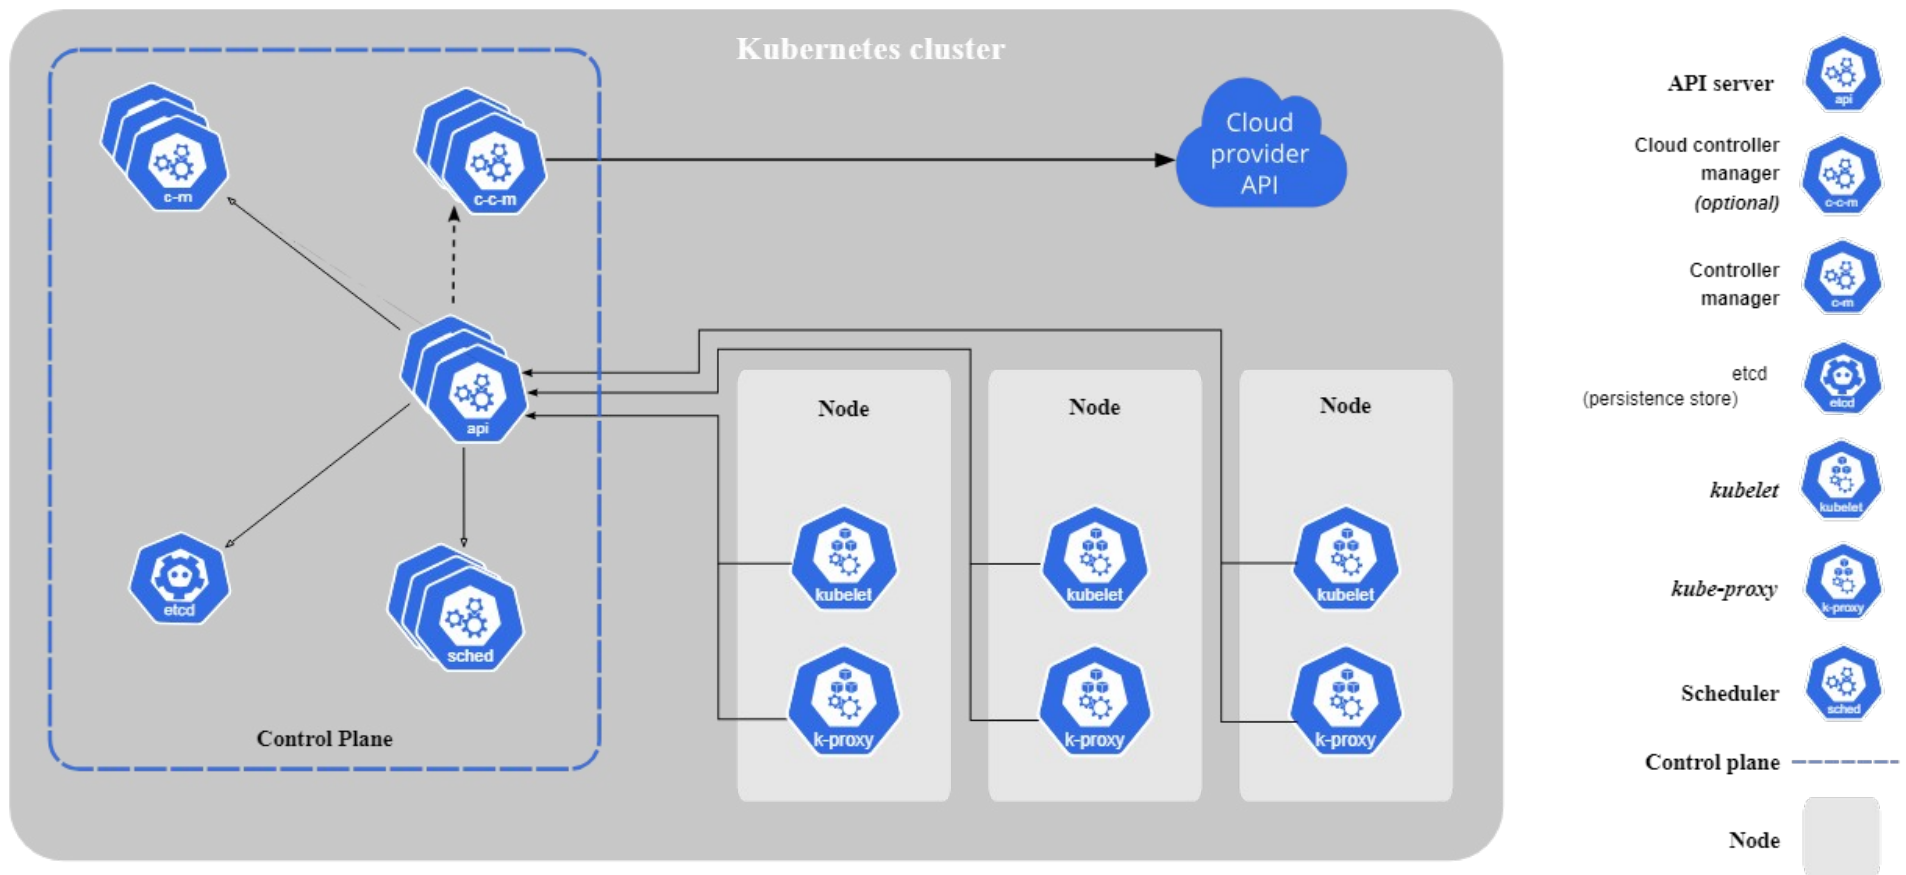 Kubernetes cluster
c-m
c-c-m
Cloud
provider
API
api
etcd
sched
Control Plane
Node
kubelet
k-proxy
Node
kubelet
k-proxy
Node
kubelet
k-proxy
API server
api
Cloud controller
manager
(optional)
c-c-m
Controller
manager
c-m
etcd
(persistence store)
etcd
kubelet
kubelet
kube-proxy
k-proxy
Scheduler
sched
Control plane
Node